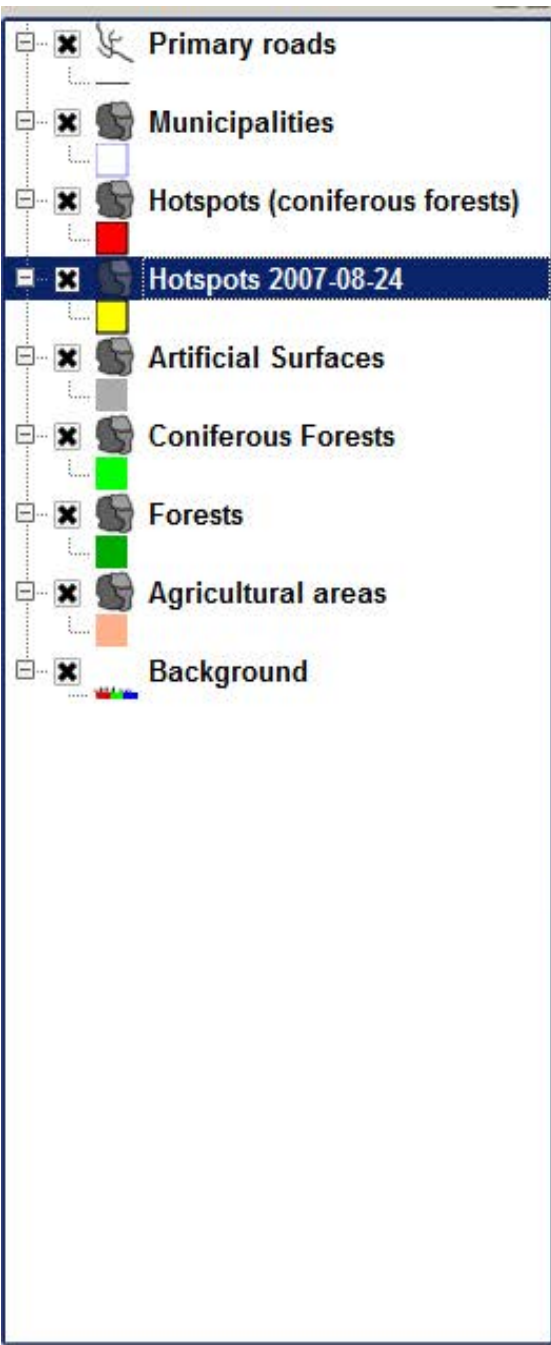 Primary roads
Municipalities
Hotspots (coniferous forests)
Hotspots 2007-08-24
Artificial Surfaces
Coniferous Forests
Forests
Agricultural areas
Background